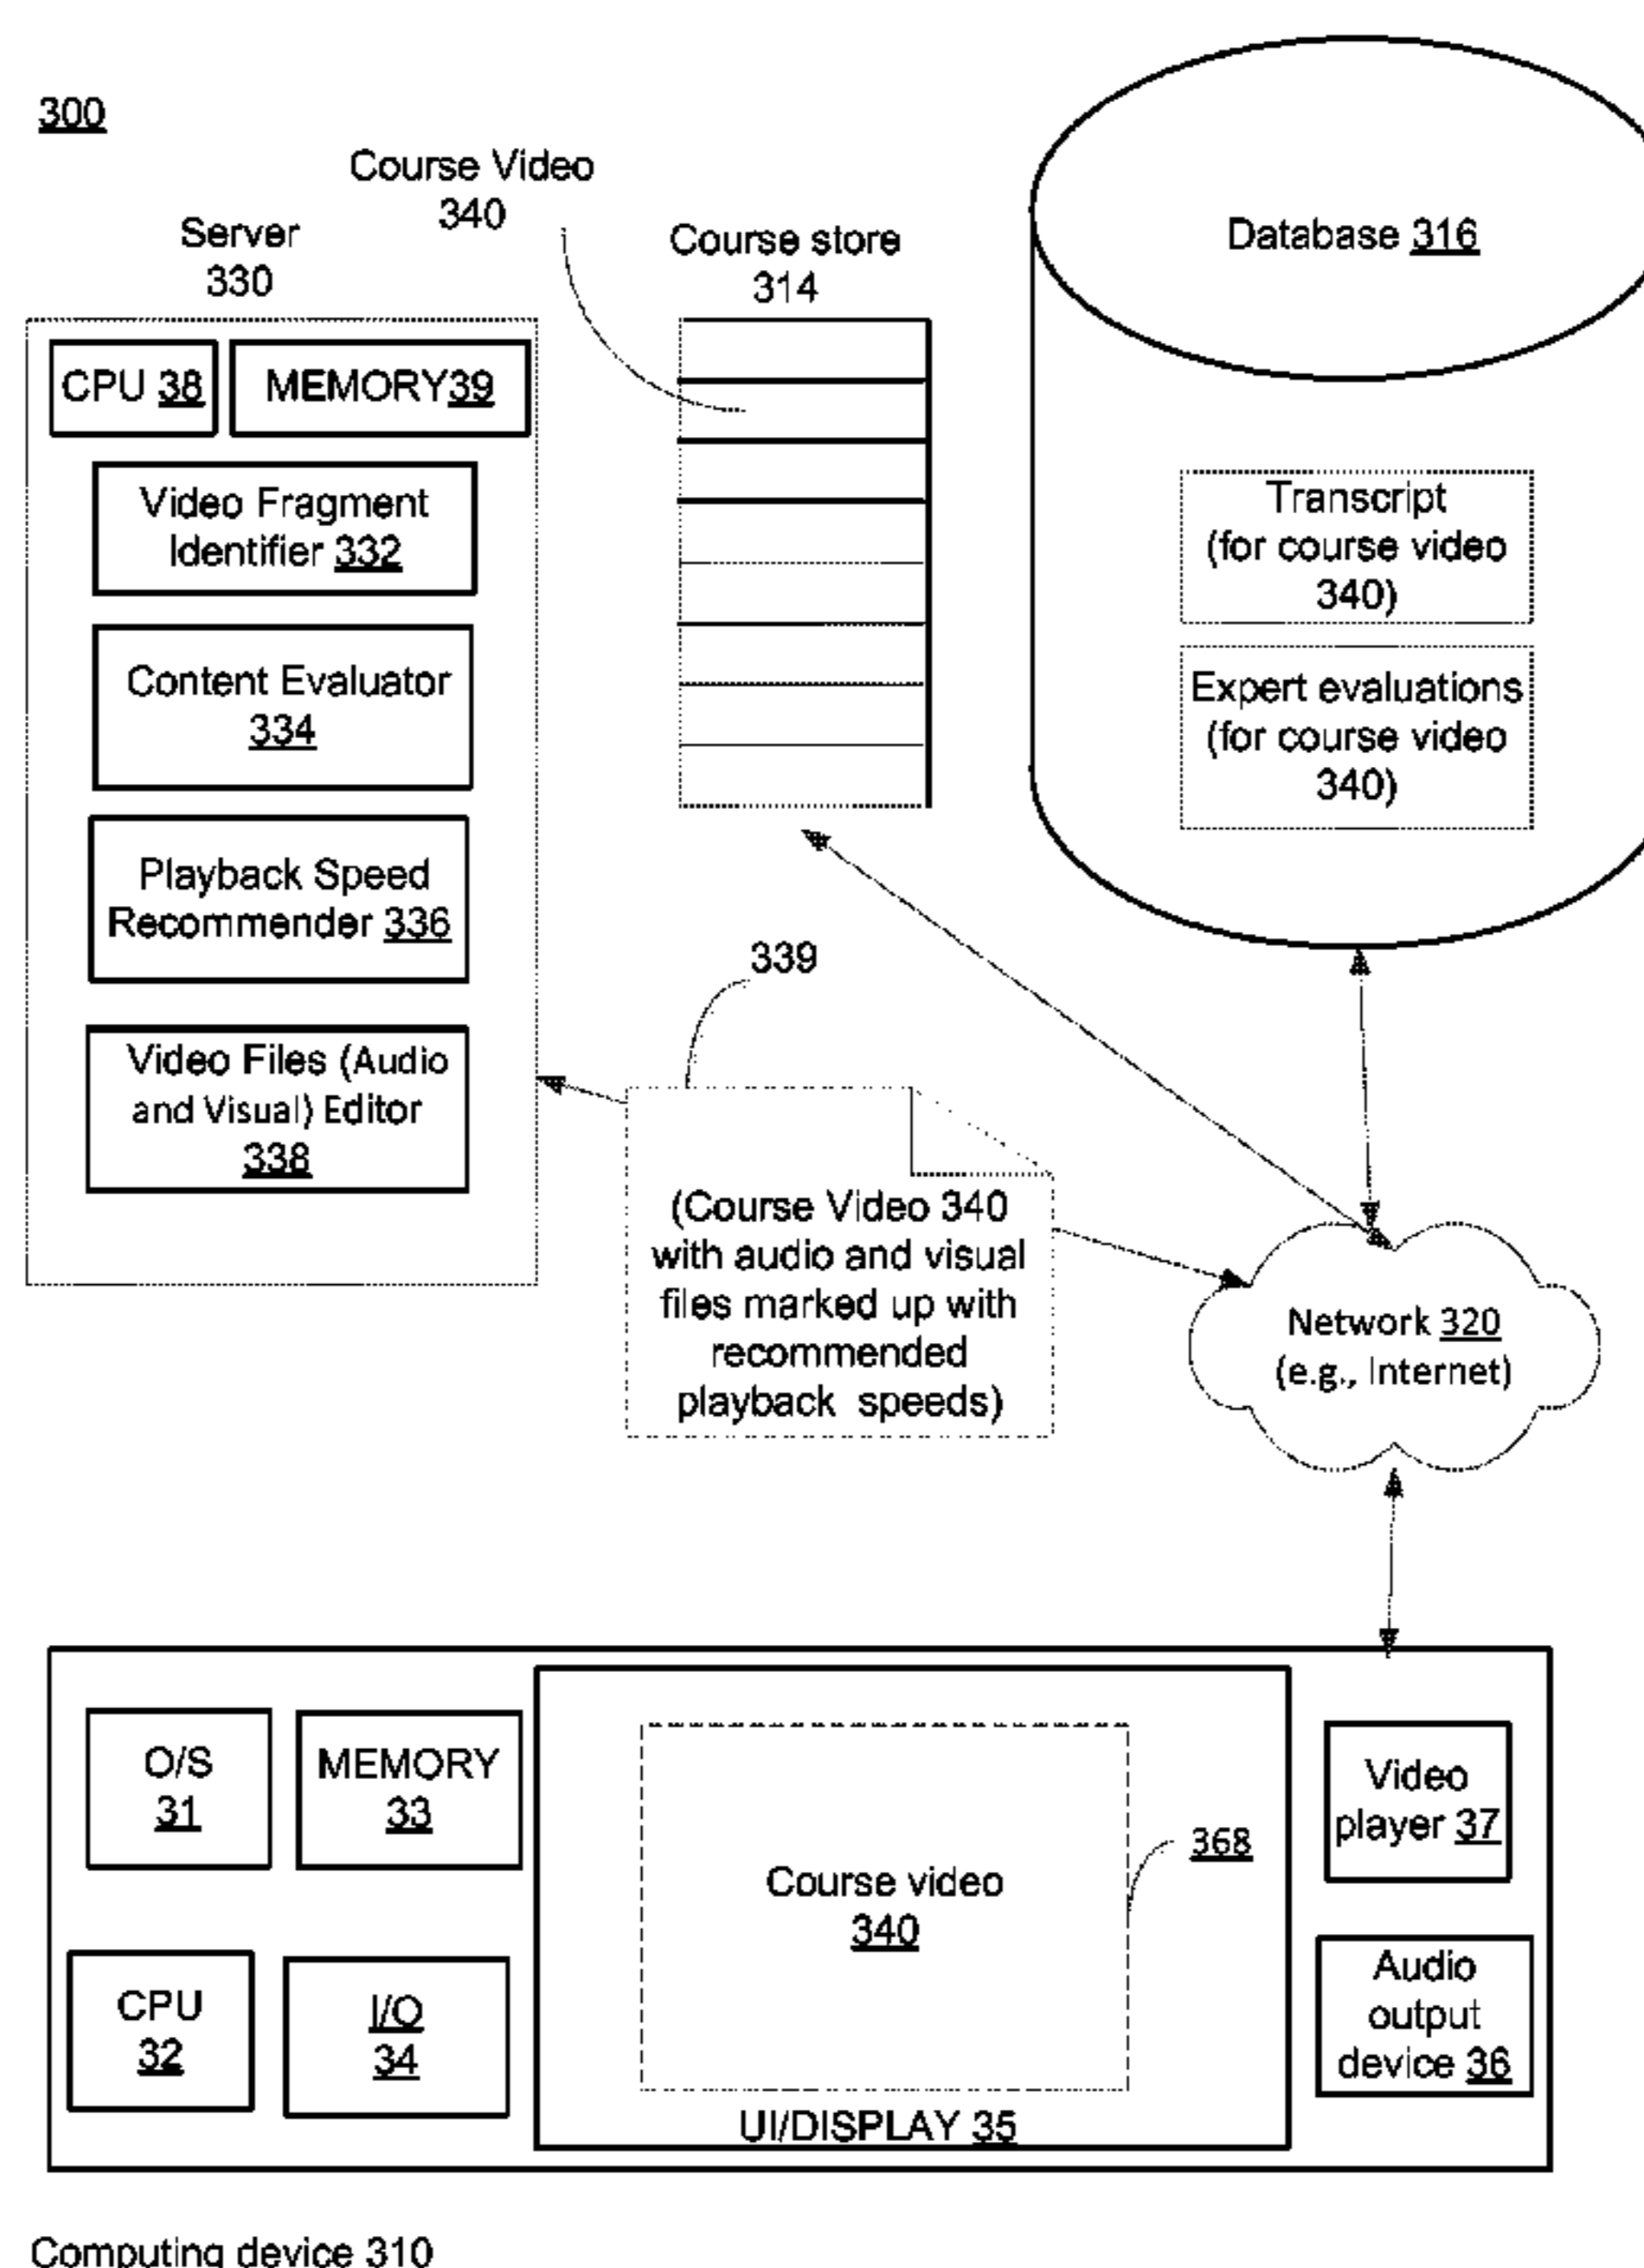 300
Course Video
340
Server
330
Course store
314
Database 316
CPU 38
MEMORY39
Video Fragment
Identifier 332
Content Evaluator
334
Playback Speed
Recommender 336
Video Files (Audio
and Visual) Editor
338
Transcript
(for course video
340)
Expert evaluations
(for course video
340)
339
(Course Video 340
with audio and visual
files marked up with
recommended
playback speeds)
Network 320
(e.g., Internet)
O/S
31
MEMORY
33
CPU
32
I/O
34
Course video
340
368
UI/DISPLAY 35
Video
player 37
Audio
output
device 36
Computing device 310